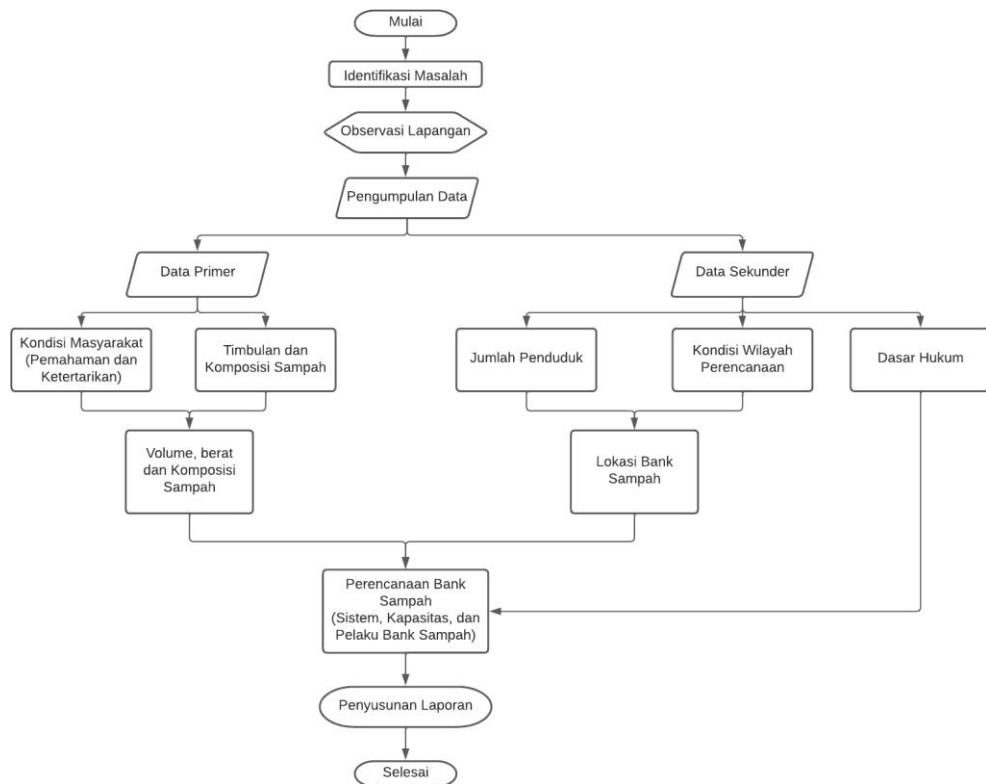 Mulai
Identifikasi Masalah
Observasi Lapangan
Pengumpulan Data
Data Primer
Data Sekunder
Kondisi Masyarakat
(Pemahaman dan
Ketertarikan)
Timbulan dan
Komposisi Sampah
Jumlah Penduduk
Kondisi Wilayah
Perencanaan
Dasar Hukum
Volume, berat
dan Komposisi
Sampah
Lokasi Bank
Sampah
Perencanaan Bank
Sampah
(Sistem, Kapasitas, dan
Pelaku Bank Sampah)
Penyusunan Laporan
Selesai